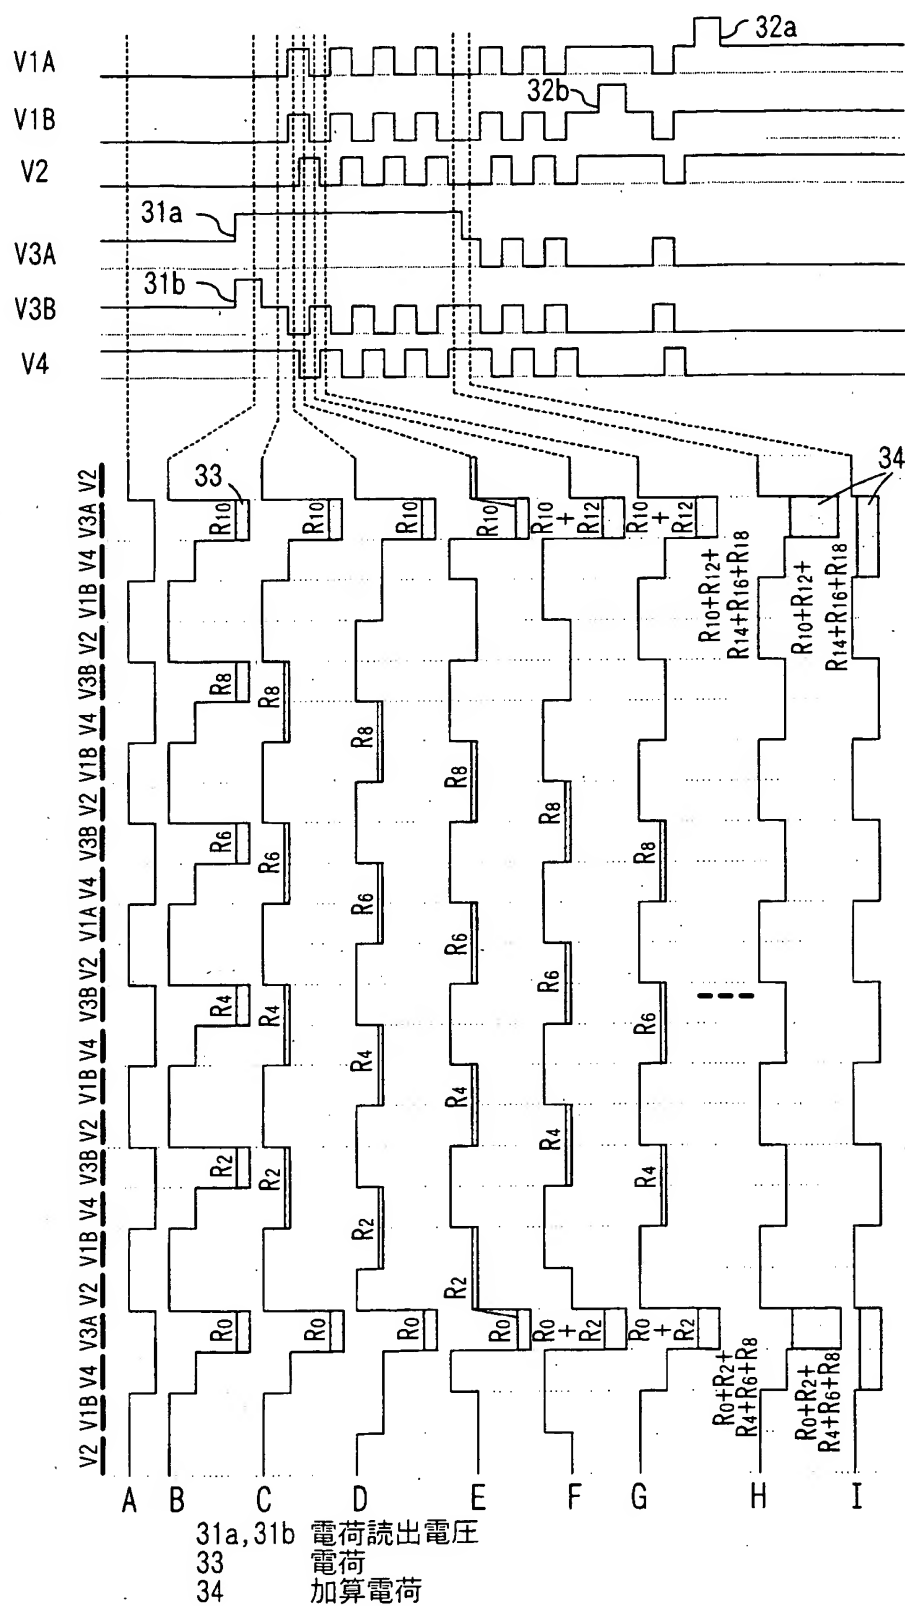 32a
V1A
32b
V1B
V2
31a
V3A
31b
V3B
V4
V2 V3A V4 V1B V2 V3B V4 V1B V2 V3B V4 V1A V2 V3B V4 V1B V2 V3B V4 V1B V2 V3A V4 V1B V2
33
34
R10
R10
R10
R10
R10+R12
R10+R12
R10+R12+
R14+R16+R18
R10+R12+
R14+R16+R18
R8
R8
R8
R8
R8
R8
R6
R6
R6
R6
R6
R6
R4
R4
R4
R4
R4
R4
R2
R2
R2
R2
R0
R0
R0
R0
R0+R2
R0+R2
R0+R2+
R4+R6+R8
R0+R2+
R4+R6+R8
A B C D E F G H I
31a,31b 電荷読出電圧
33 電荷
34 加算電荷